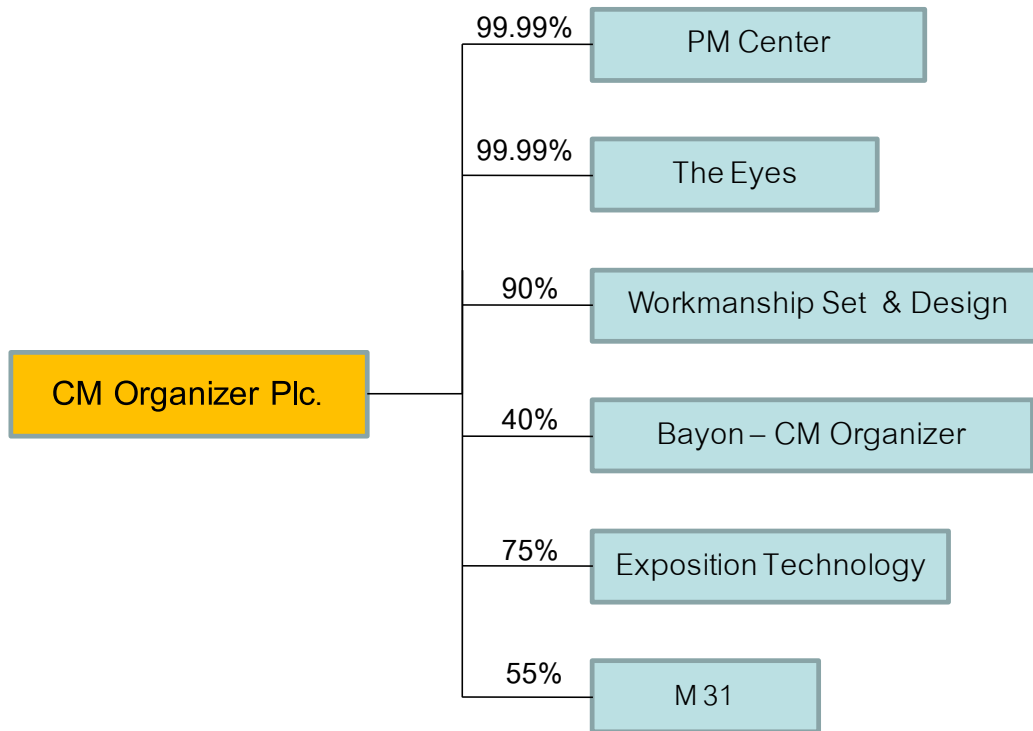 99.99%
PM Center
99.99%
The Eyes
90%
Workmanship Set & Design
CM Organizer Plc.
40%
Bayon – CM Organizer
75%
Exposition Technology
55%
M 31